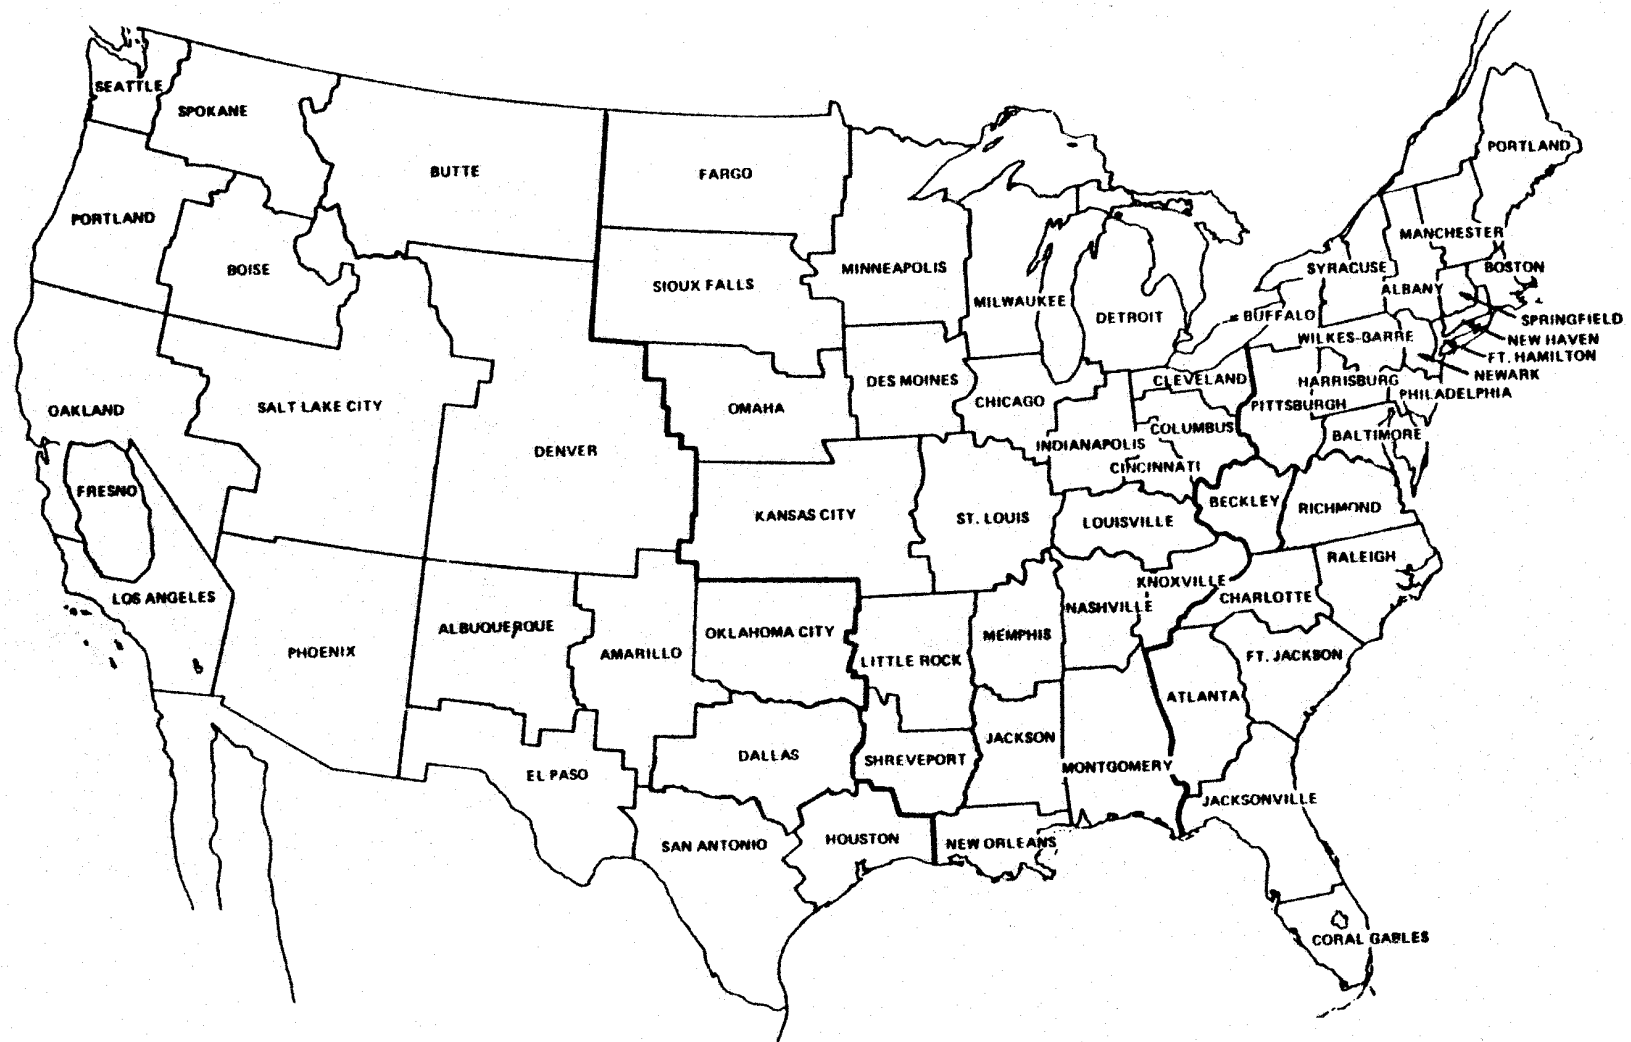 SEATTLE
SPOKANE
BUTTE
FARGO
PORTLAND
PORTLAND
BOISE
MINNEAPOLIS
SIOUX FALLS
MILWAUKEE
DETROIT
MANCHESTER
SYRACUSE
BOSTON
ALBANY
BUFFALO
SPRINGFIELD
WILKES-BARRE
NEW HAVEN
FT. HAMILTON
NEWARK
OAKLAND
SALT LAKE CITY
DENVER
OMAHA
DES MOINES
CHICAGO
CLEVELAND
HARRISBURG
PHILADELPHIA
PITTSBURGH
COLUMBUS
BALTIMORE
INDIANAPOLIS
CINCINNATI
FRESNO
KANSAS CITY
ST. LOUIS
LOUISVILLE
BECKLEY
RICHMOND
RALEIGH
LOS ANGELES
PHOENIX
ALBUQUERQUE
AMARILLO
OKLAHOMA CITY
LITTLE ROCK
MEMPHIS
NASHVILLE
KNOXVILLE
CHARLOTTE
FT. JACKSON
ATLANTA
EL PASO
DALLAS
SHREVEPORT
JACKSON
MONTGOMERY
JACKSONVILLE
SAN ANTONIO
HOUSTON
NEW ORLEANS
CORAL GABLES